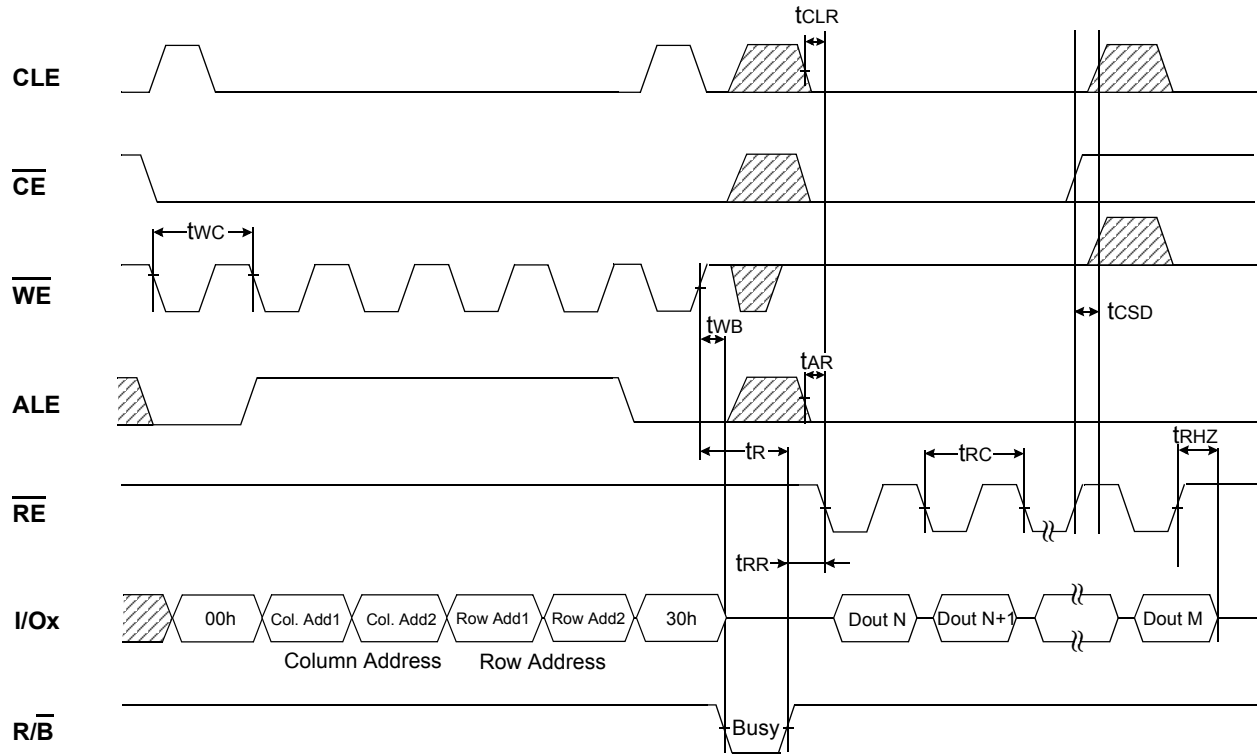 tCLR
CLE
CE
tWC
WE
tWB
tCSD
tAR
ALE
tR
tRC
tRHZ
RE
tRR
I/Ox
00h
Col. Add1
Col. Add2
Row Add1
Row Add2
30h
Dout N
Dout N+1
Dout M
Column Address
Row Address
R/B
Busy